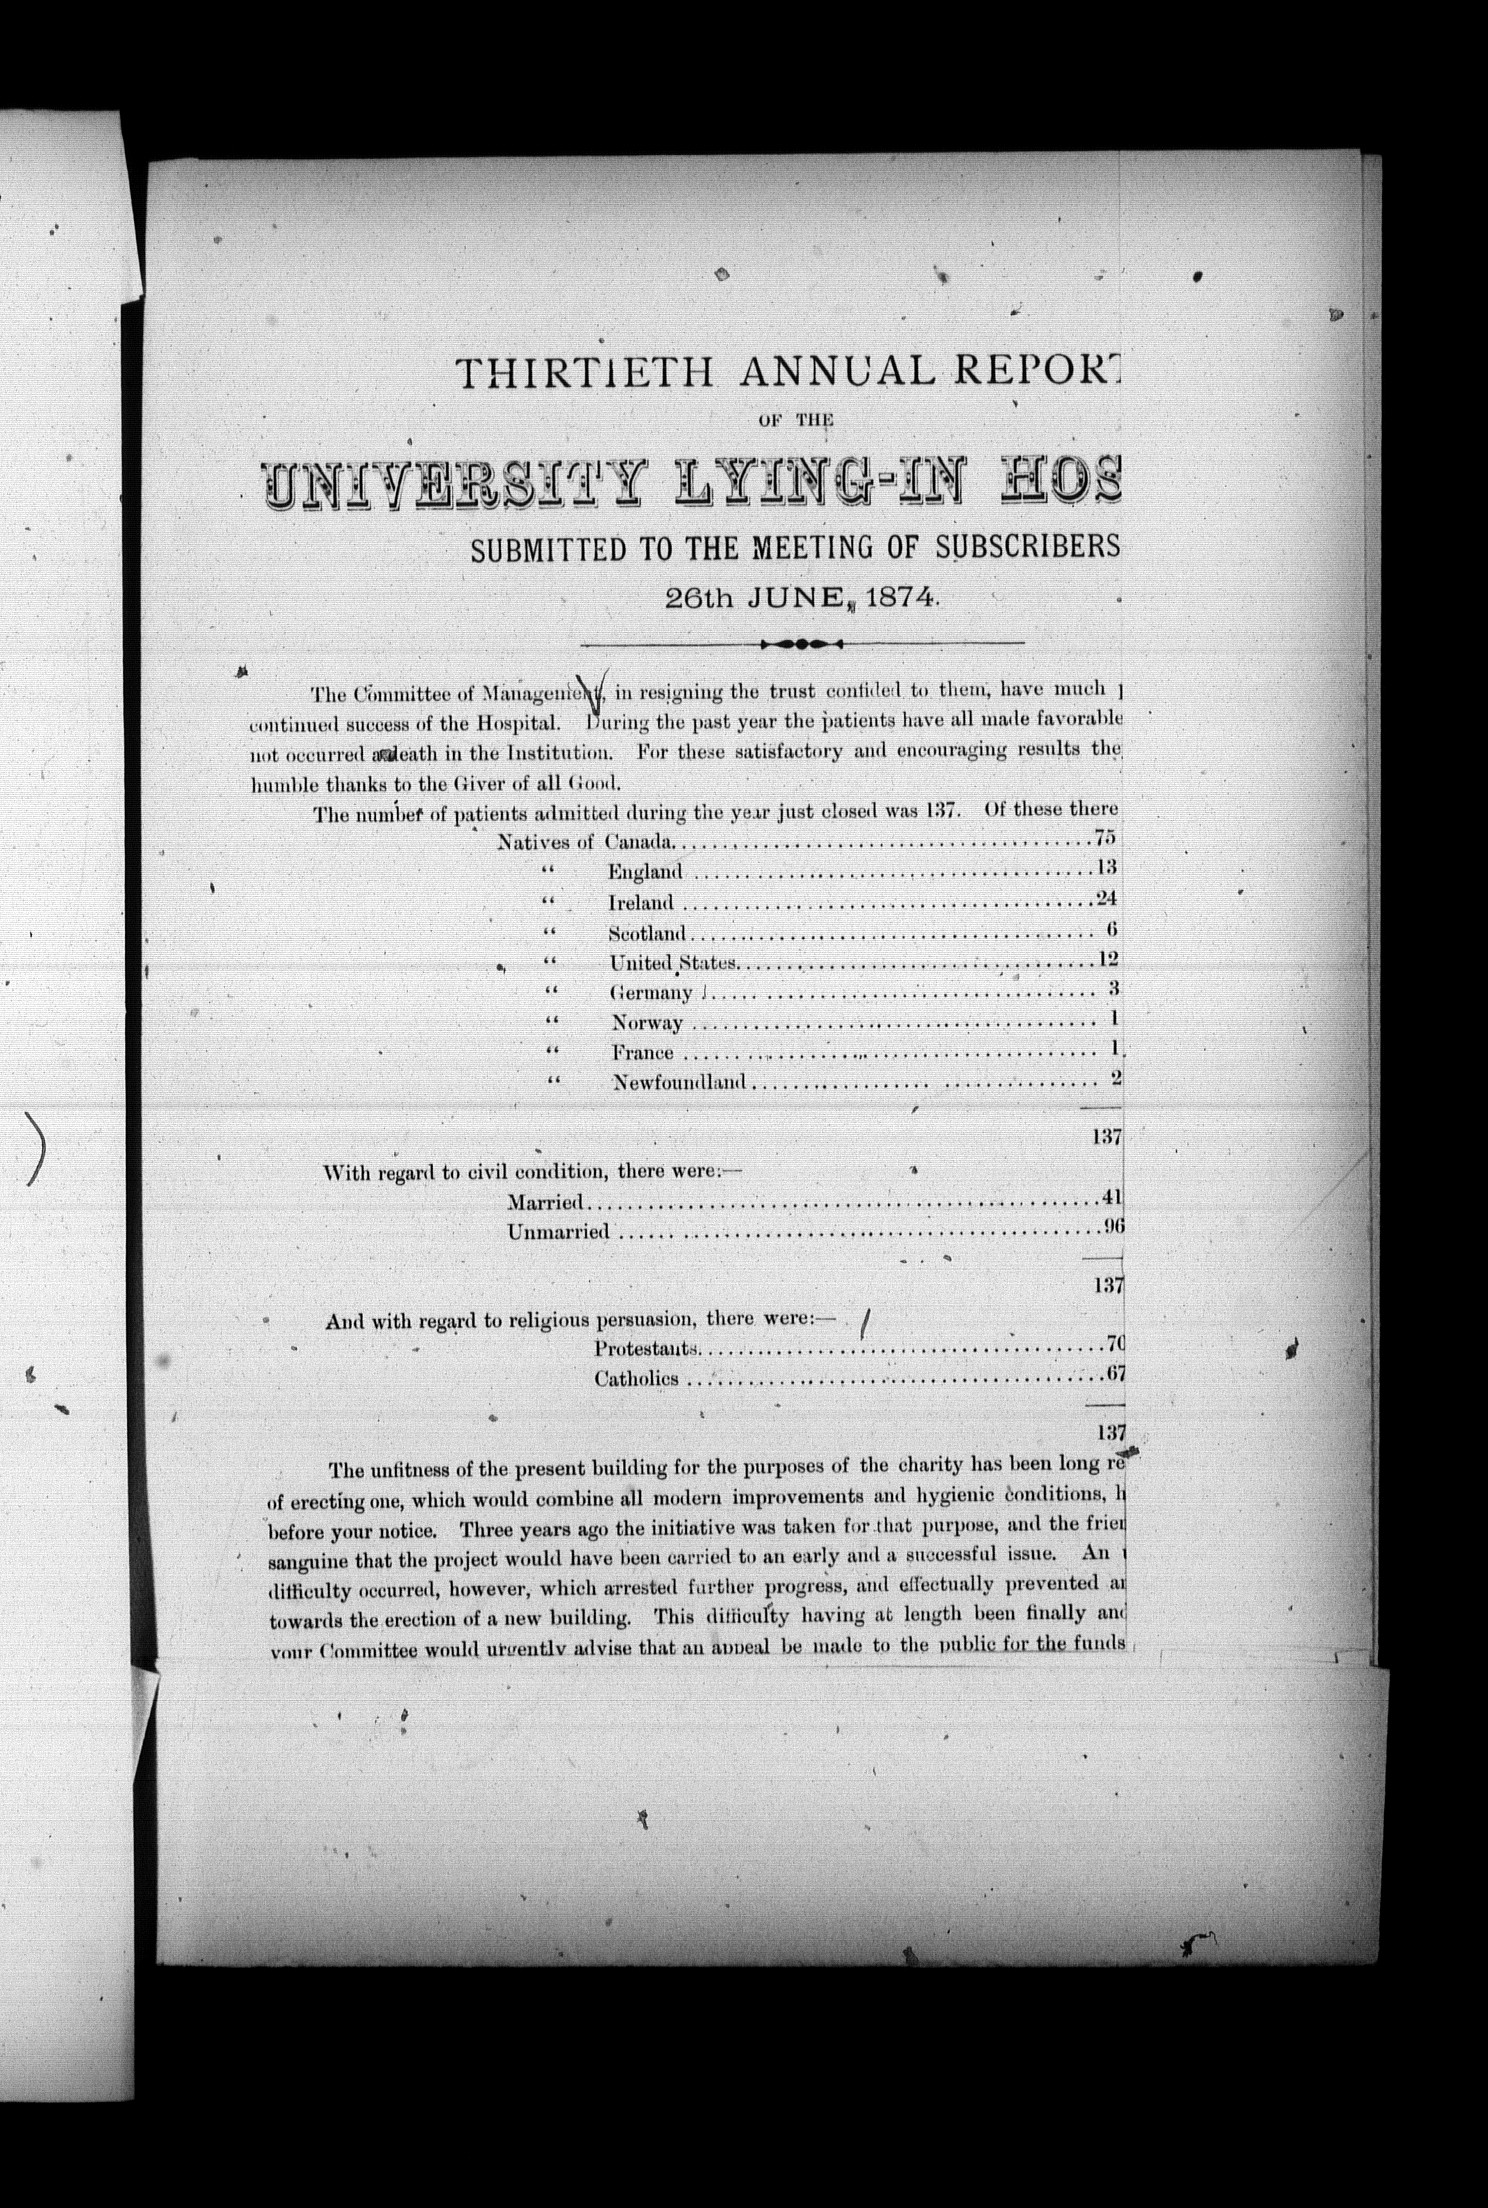 THIRTIETH ANNUAL REPORT
OF THE
UNIVERSITY LYING-IN HOS
SUBMITTED TO THE MEETING OF SUBSCRIBERS
26th JUNE, 1874.
The Committee of Management, in resigning the trust confided to them, have much
continued success of the Hospital. During the past year the patients have all made favorable
not occurred a death in the Institution. For these satisfactory and encouraging results the
humble thanks to the Giver of all Good.
The number of patients admitted during the year just closed was 137. Of these there
Natives of Canada........................................75
“ England ........................................13
“ Ireland ........................................24
“ Scotland........................................ 6
“ United States....................................12
“ Germany ........................................ 3
“ Norway ........................................ 1
“ France ........................................ 1
“ Newfoundland.................................... 2
137
With regard to civil condition, there were:—
Married..................................................41
Unmarried ................................................96
137
And with regard to religious persuasion, there were:—
Protestants........................................70
Catholics ........................................67
137
The unfitness of the present building for the purposes of the charity has been long re
of erecting one, which would combine all modern improvements and hygienic conditions, h
before your notice. Three years ago the initiative was taken for that purpose, and the frien
sanguine that the project would have been carried to an early and a successful issue. An
difficulty occurred, however, which arrested further progress, and effectually prevented an
towards the erection of a new building. This difficulty having at length been finally and
your Committee would urgently advise that an appeal be made to the public for the funds